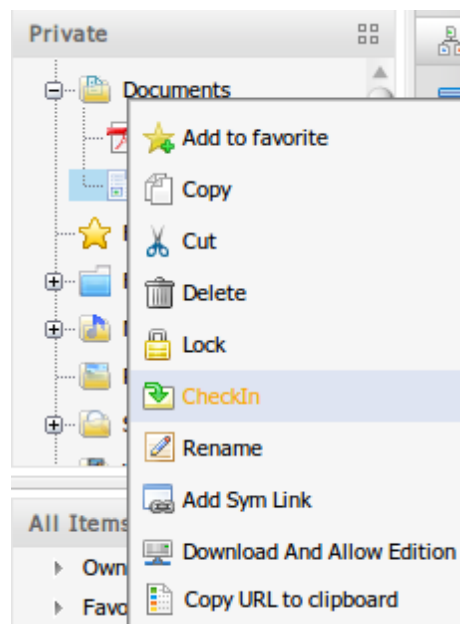 Private
Documents
Add to favorite
Copy
Cut
Delete
Lock
CheckIn
Rename
Add Sym Link
Download And Allow Edition
Copy URL to clipboard
All Items
Own
Favo